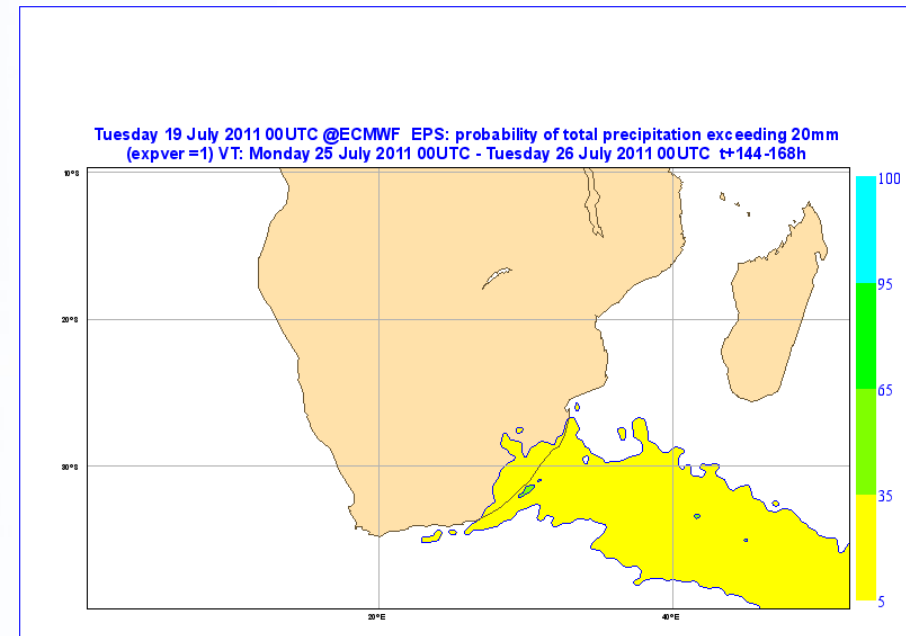 Tuesday 19 July 2011 00UTC @ECMWF EPS: probability of total precipitation exceeding 20mm
(expver =1) VT: Monday 25 July 2011 00UTC - Tuesday 26 July 2011 00UTC t+144-168h
10°S
20°S
30°S
20°E
40°E
100
95
65
35
5